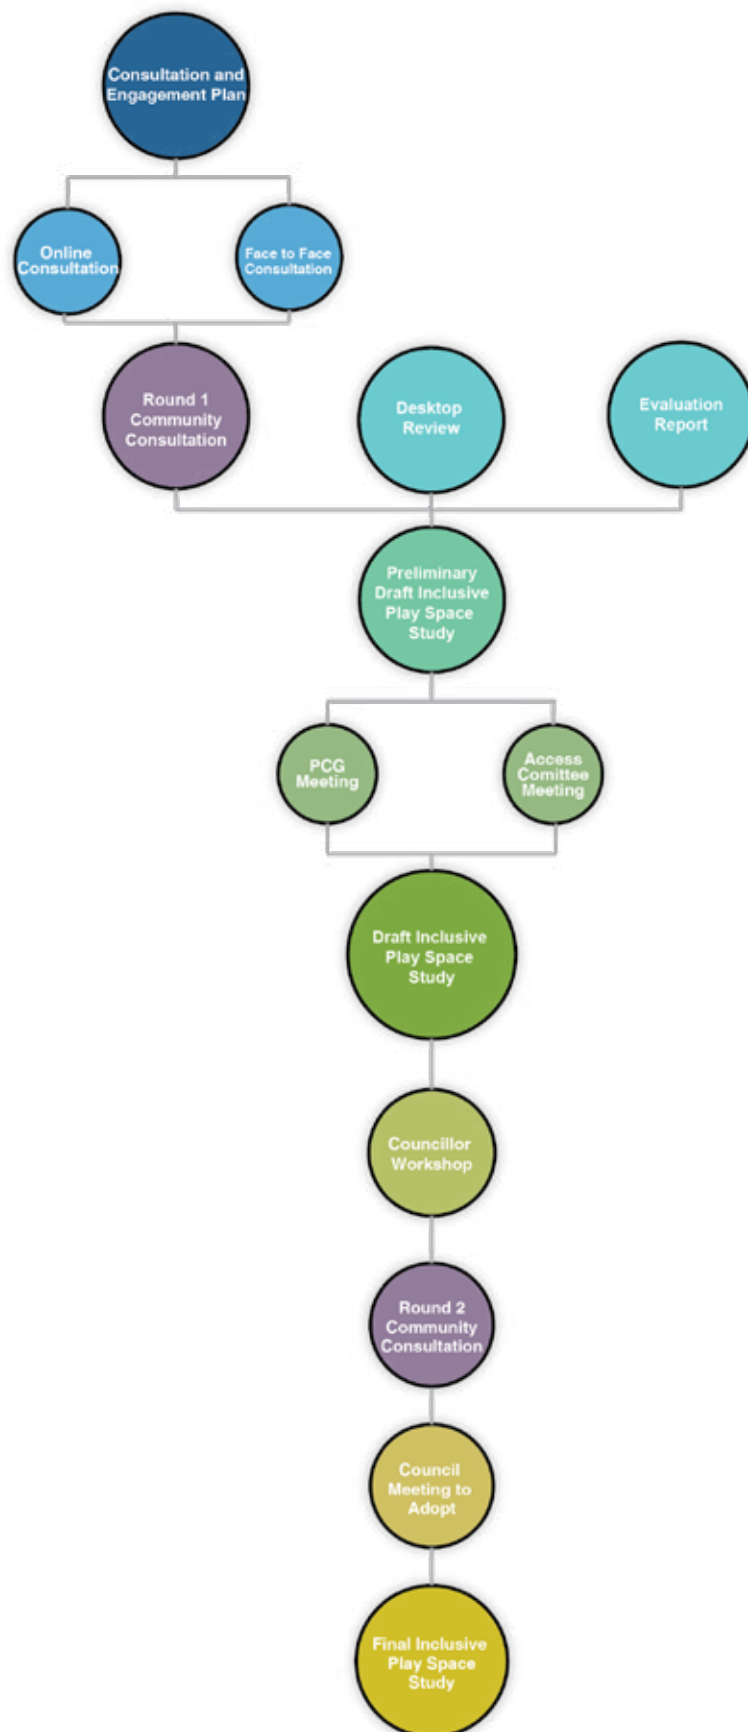 Consultation and
Engagement Plan
Online
Consultation
Face to Face
Consultation
Round 1
Community
Consultation
Desktop
Review
Evaluation
Report
Preliminary
Draft Inclusive
Play Space
Study
PCG
Meeting
Access
Comittee
Meeting
Draft Inclusive
Play Space
Study
Councillor
Workshop
Round 2
Community
Consultation
Council
Meeting to
Adopt
Final Inclusive
Play Space
Study